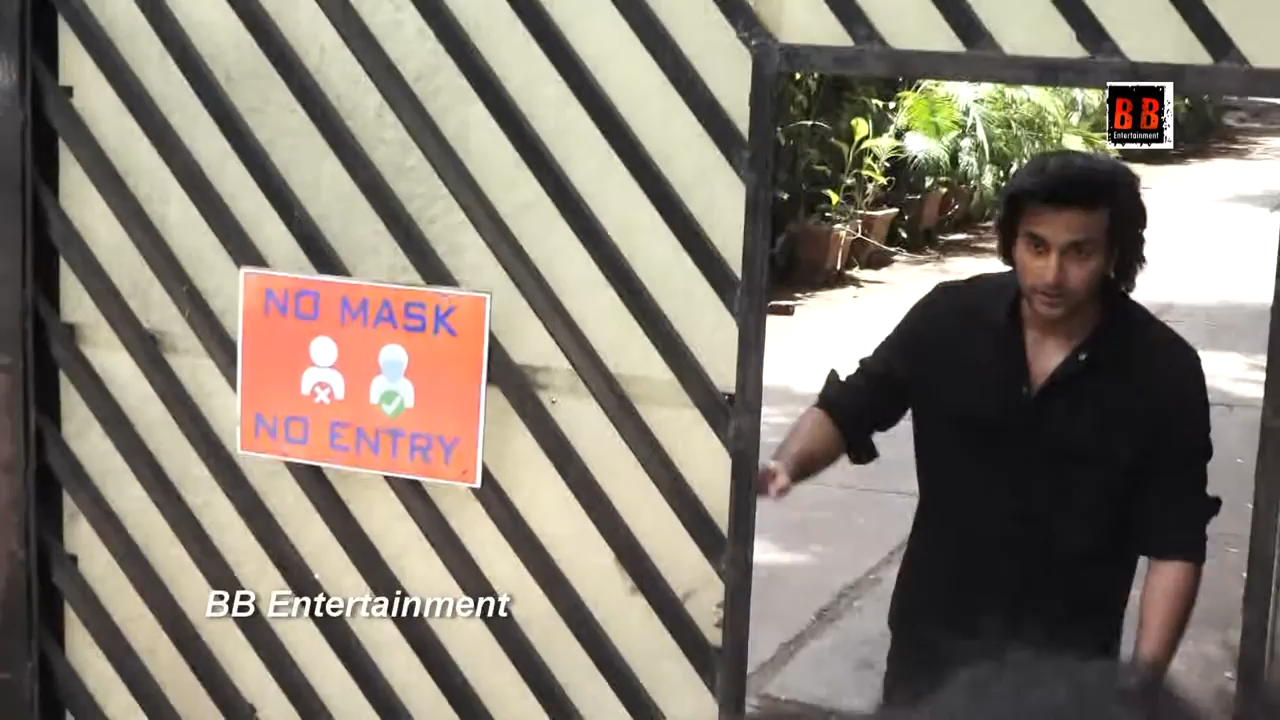 BB
Entertainment
NO MASK
NO ENTRY
BB Entertainment